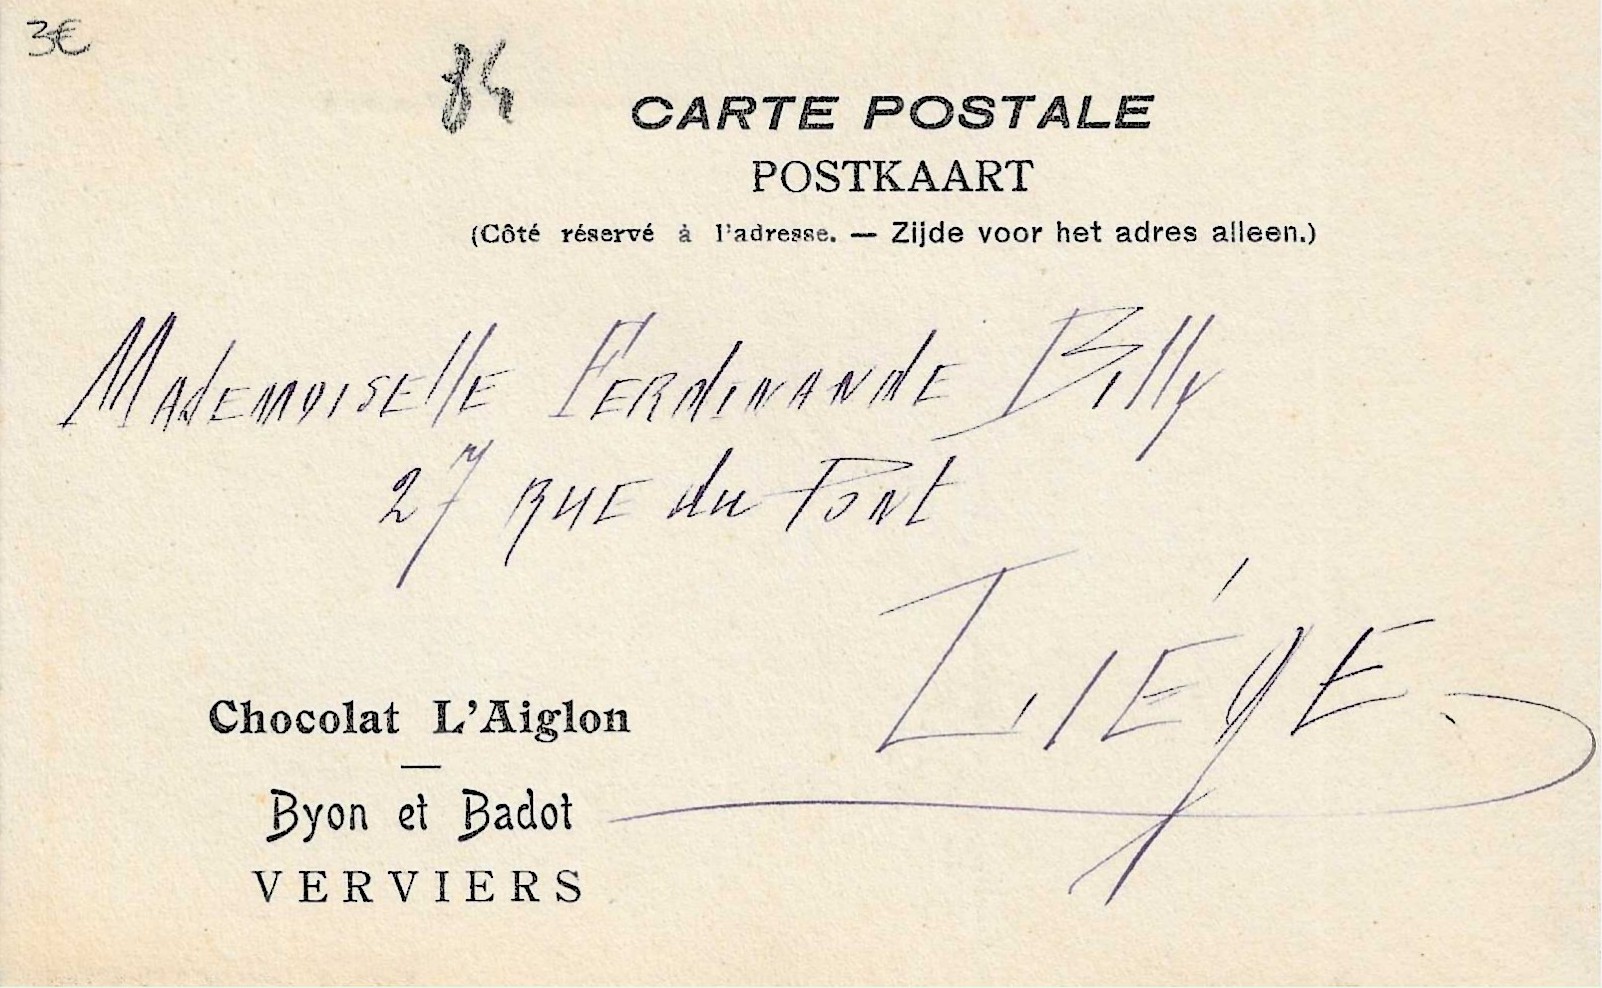 3€
84
CARTE POSTALE
POSTKAART
(Côté réservé à l'adresse. — Zijde voor het adres alleen.)
Mademoiselle Ferdinande Billy
27 rue du Pont
Liége
Chocolat L'Aiglon
Byon et Badot
VERVIERS